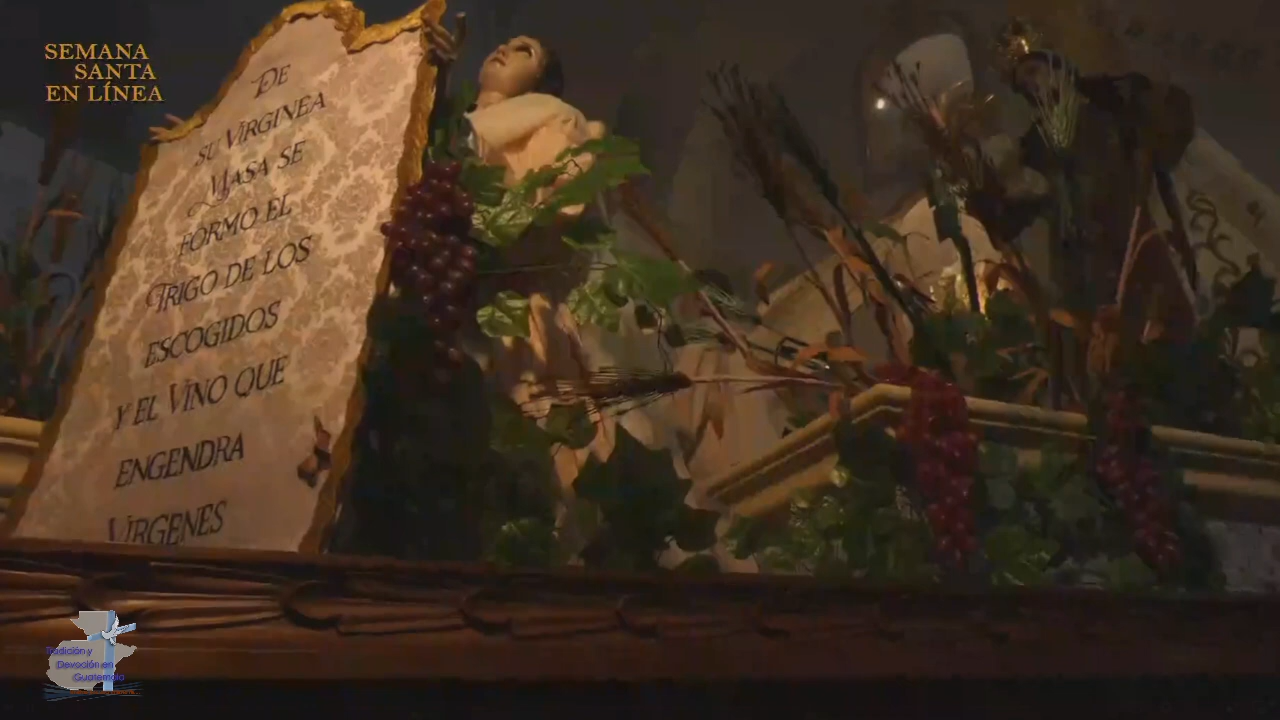 SEMANA
SANTA
EN LÍNEA
DE
SU VIRGINEA
MASA SE
FORMO EL
TRIGO DE LOS
ESCOGIDOS
Y EL VINO QUE
ENGENDRA
VIRGENES
Tradición y
Devoción en
Guatemala